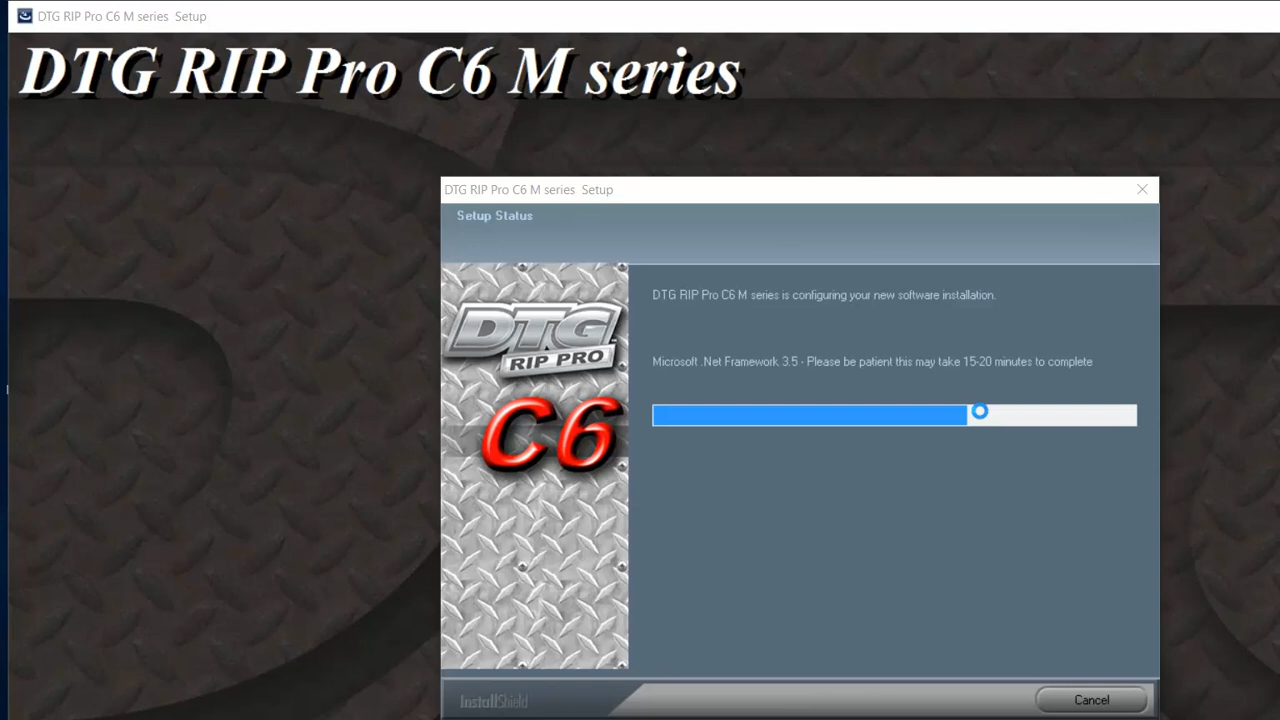 DTG RIP Pro C6 M series  Setup
DTG RIP Pro C6 M series
DTG RIP Pro C6 M series  Setup
Setup Status
DTG RIP Pro C6 M series is configuring your new software installation.
DTG
RIP PRO
C6
Microsoft .Net Framework 3.5 - Please be patient this may take 15-20 minutes to complete
InstallShield
Cancel